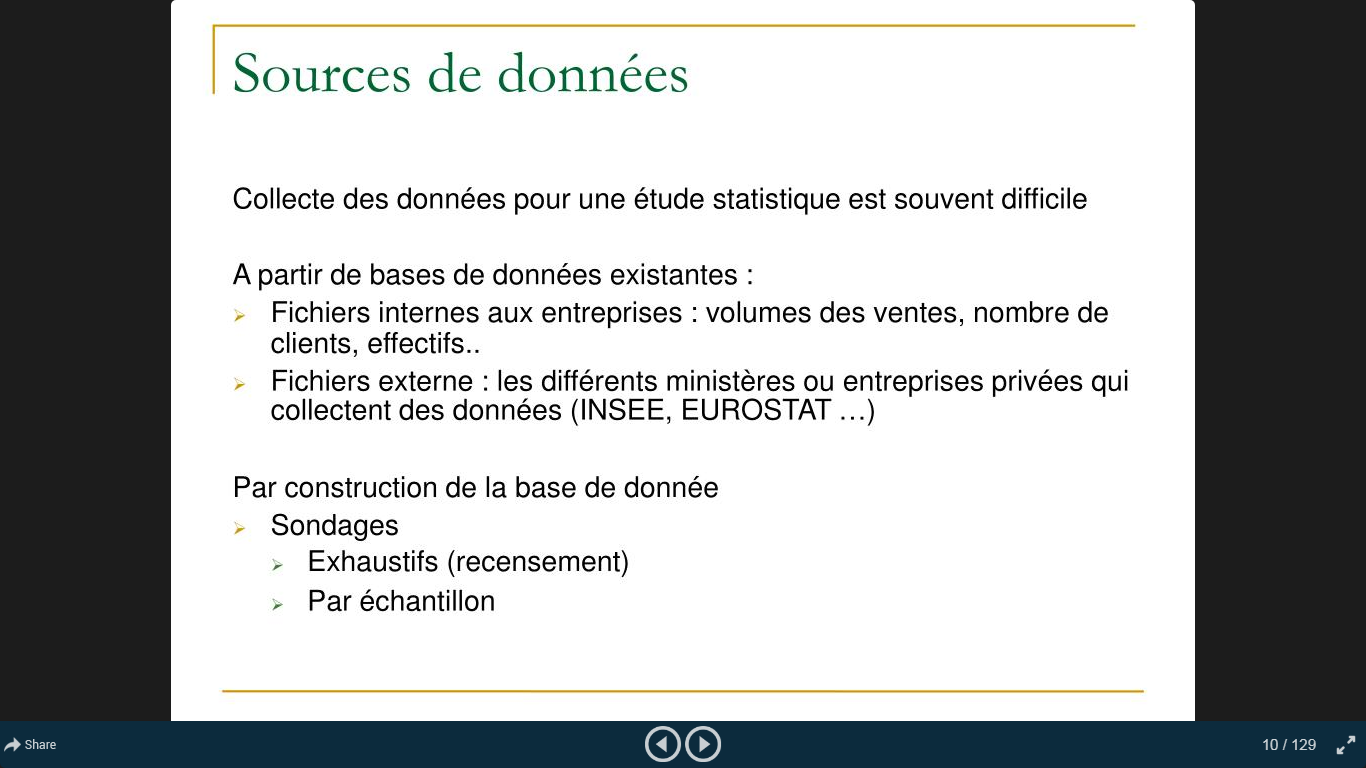 Sources de données
Collecte des données pour une étude statistique est souvent difficile
A partir de bases de données existantes :
Fichiers internes aux entreprises : volumes des ventes, nombre de
clients, effectifs..
Fichiers externe : les différents ministères ou entreprises privées qui
collectent des données (INSEE, EUROSTAT …)
Par construction de la base de donnée
Sondages
Exhaustifs (recensement)
Par échantillon
Share
10 / 129